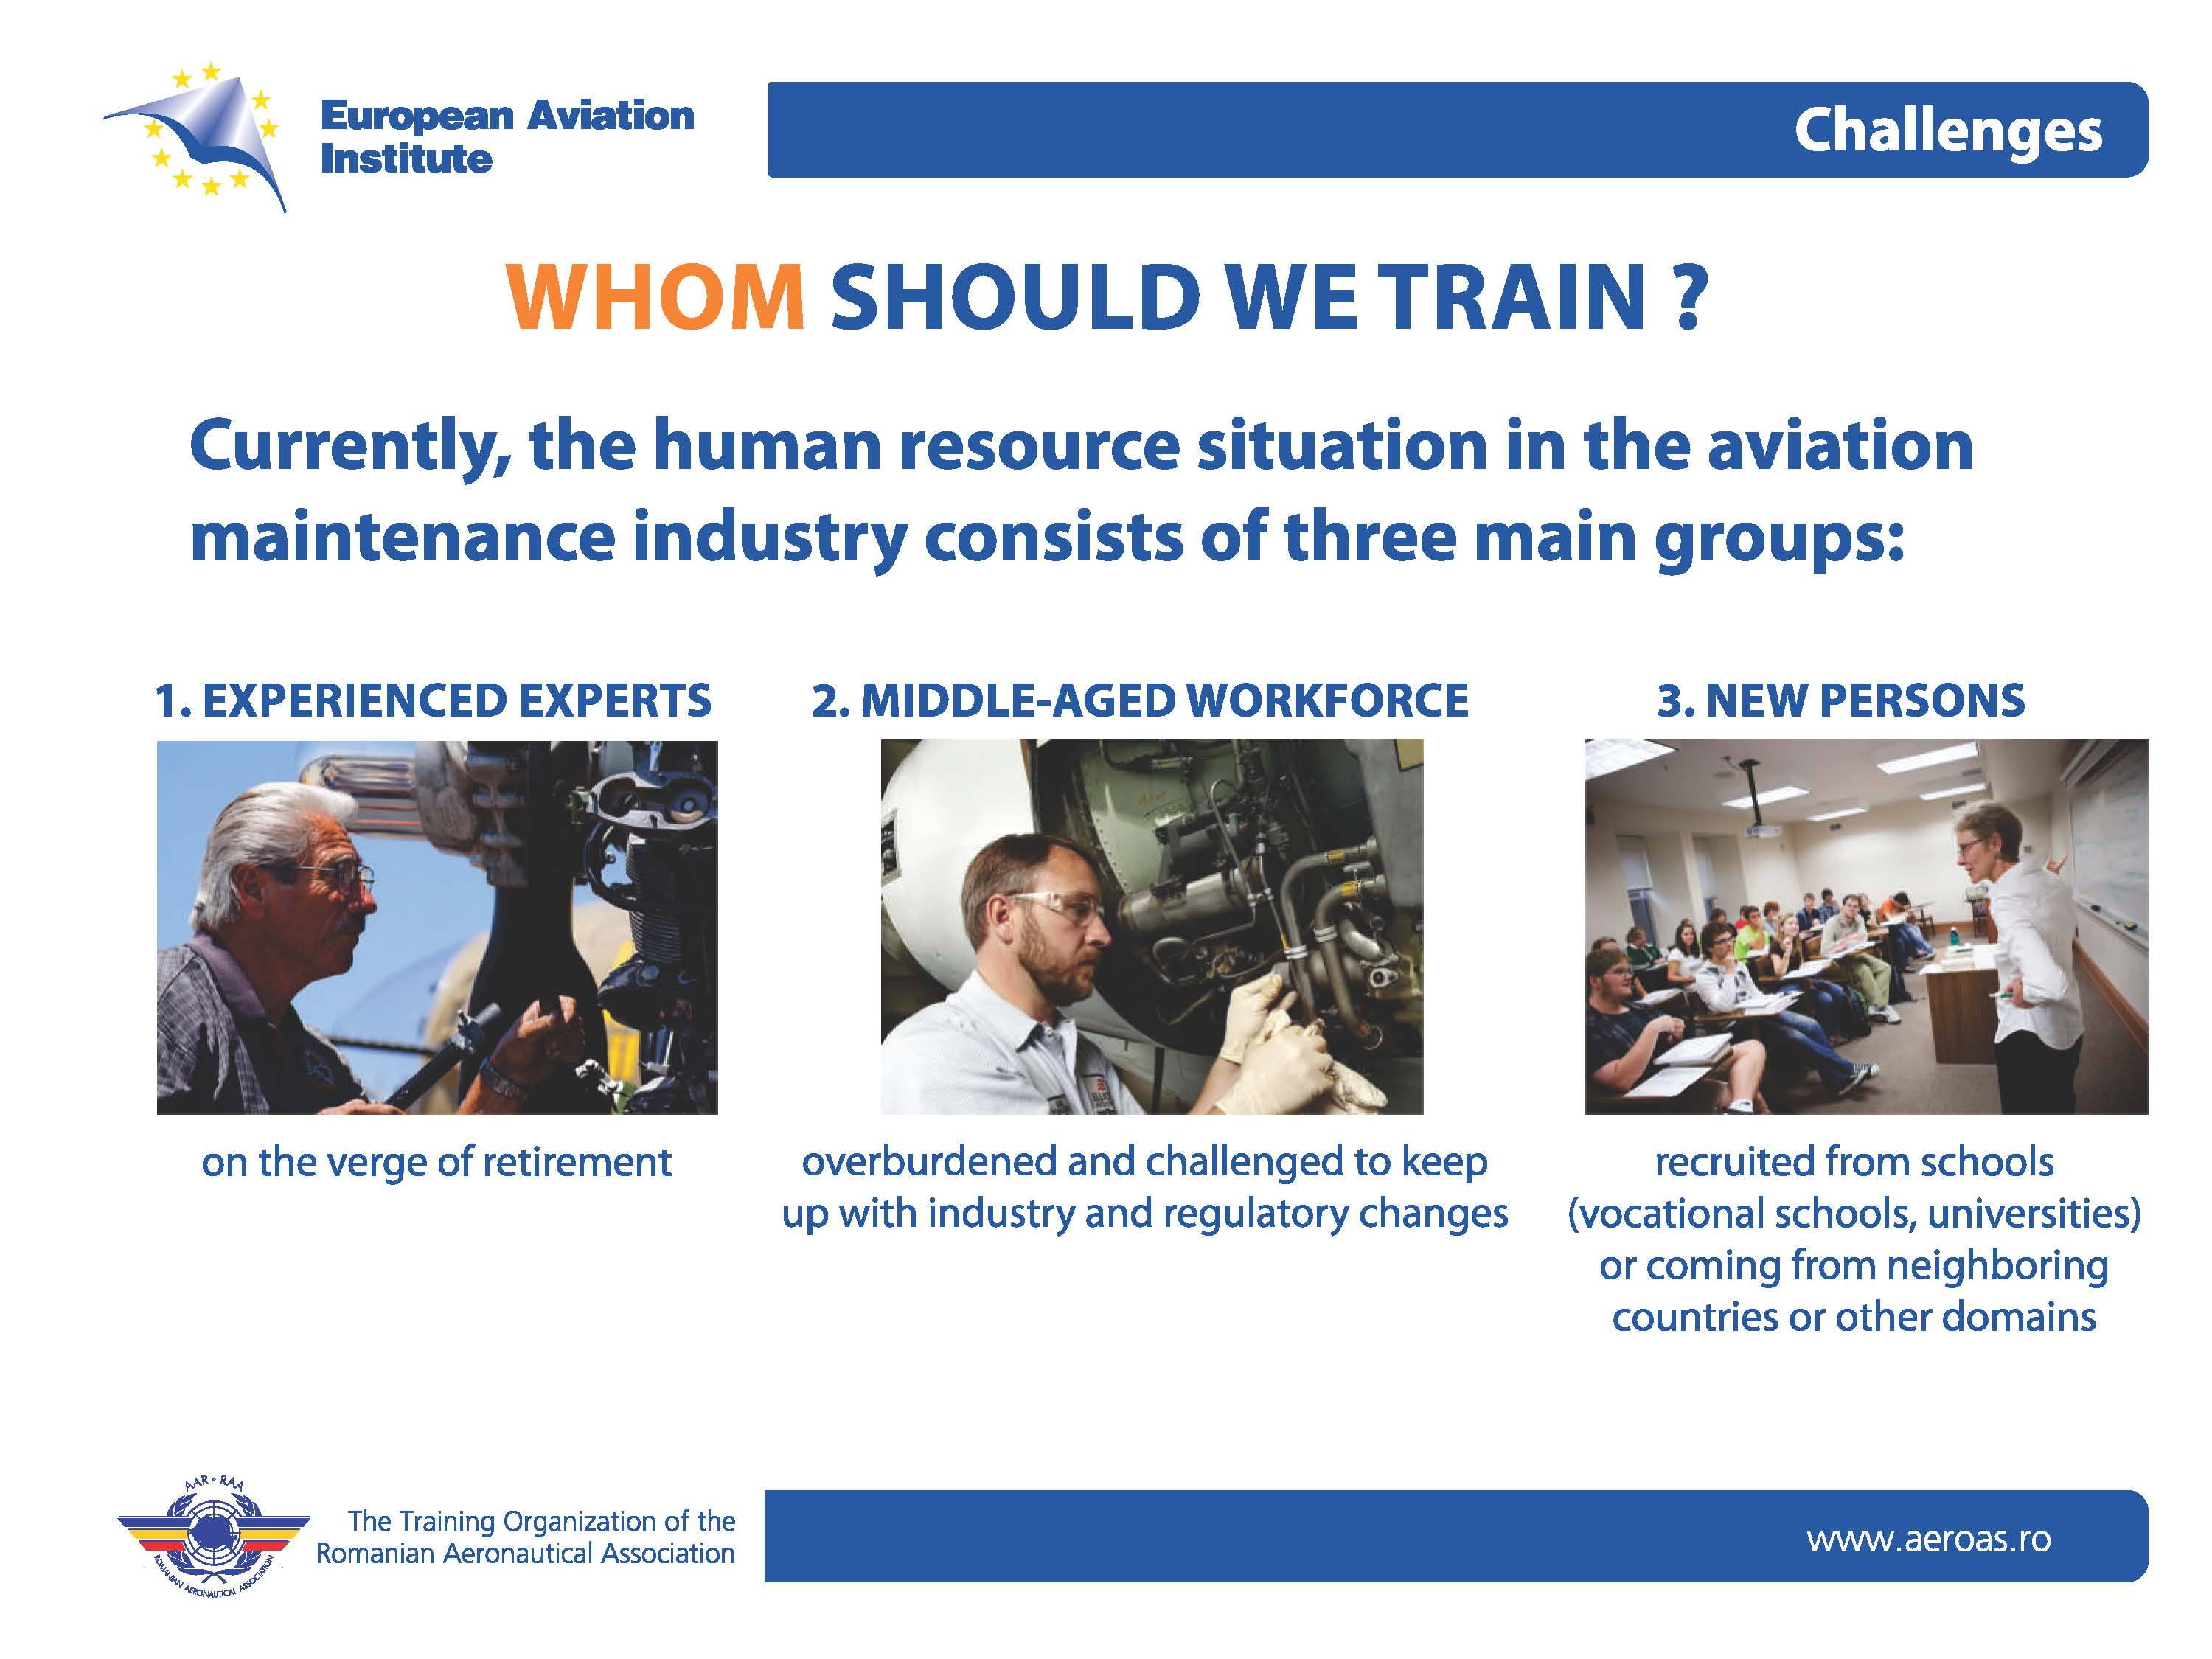 European Aviation
Institute
Challenges
WHOM SHOULD WE TRAIN ?
Currently, the human resource situation in the aviation
maintenance industry consists of three main groups:
1. EXPERIENCED EXPERTS
2. MIDDLE-AGED WORKFORCE
3. NEW PERSONS
on the verge of retirement
overburdened and challenged to keep
up with industry and regulatory changes
recruited from schools
(vocational schools, universities)
or coming from neighboring
countries or other domains
AAR • RAA
ROMANIAN AERONAUTICAL ASSOCIATION
The Training Organization of the
Romanian Aeronautical Association
www.aeroas.ro